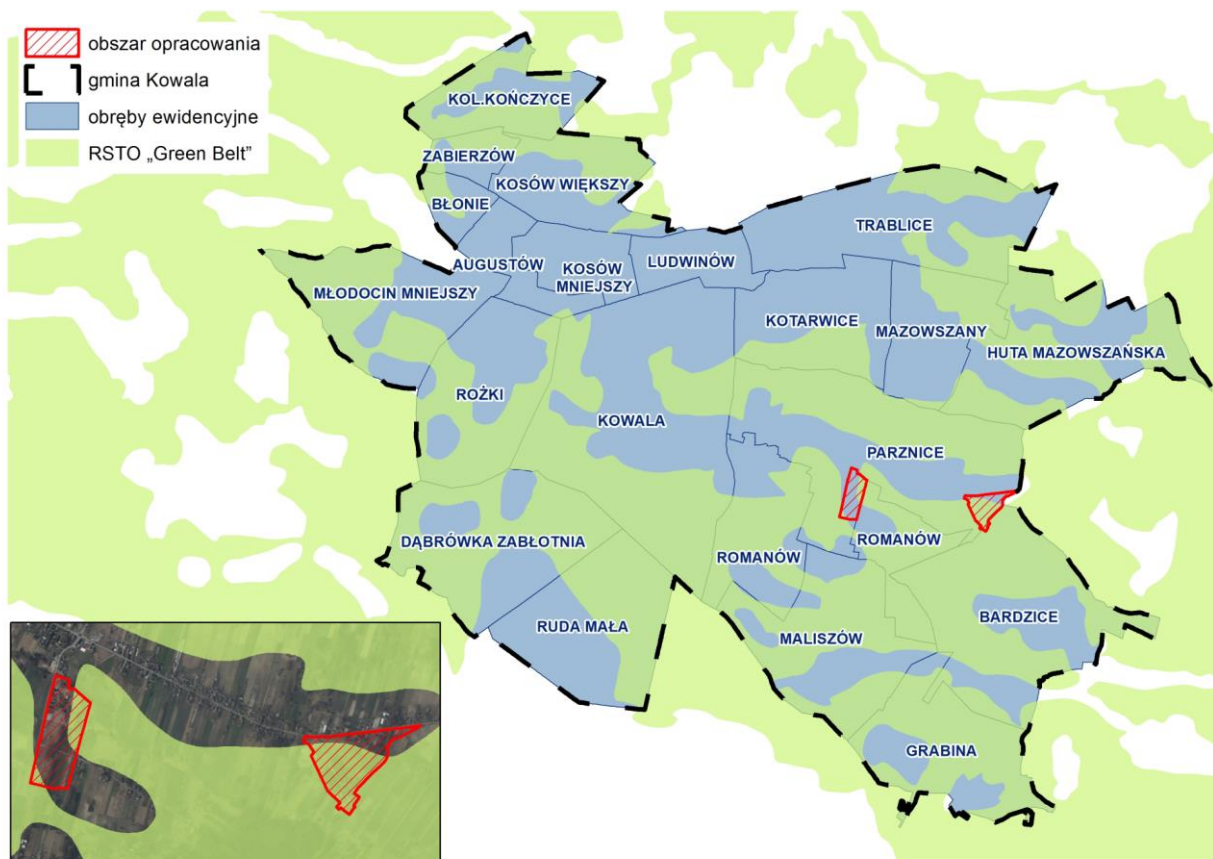 obszar opracowania
gmina Kowala
obręby ewidencyjne
RSTO „Green Belt”
KOL.KOŃCZYCE
ZABIERZÓW
KOSÓW WIĘKSZY
BŁONIE
TRABLICE
AUGUSTÓW
KOSÓW
MNIEJSZY
LUDWINÓW
MŁODOCIN MNIEJSZY
KOTARWICE
MAZOWSZANY
HUTA MAZOWSZAŃSKA
ROŻKI
KOWALA
PARZNICE
DĄBRÓWKA ZABŁOTNIA
ROMANÓW
ROMANÓW
RUDA MAŁA
BARDZICE
MALISZÓW
GRABINA